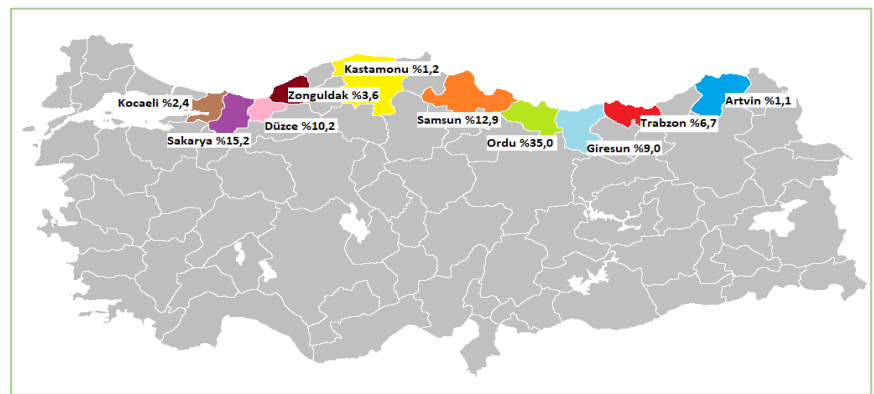 Kastamonu %1,2
Zonguldak %3,6
Kocaeli %2,4
Artvin %1,1
Samsun %12,9
Trabzon %6,7
Düzce %10,2
Sakarya %15,2
Ordu %35,0
Giresun %9,0